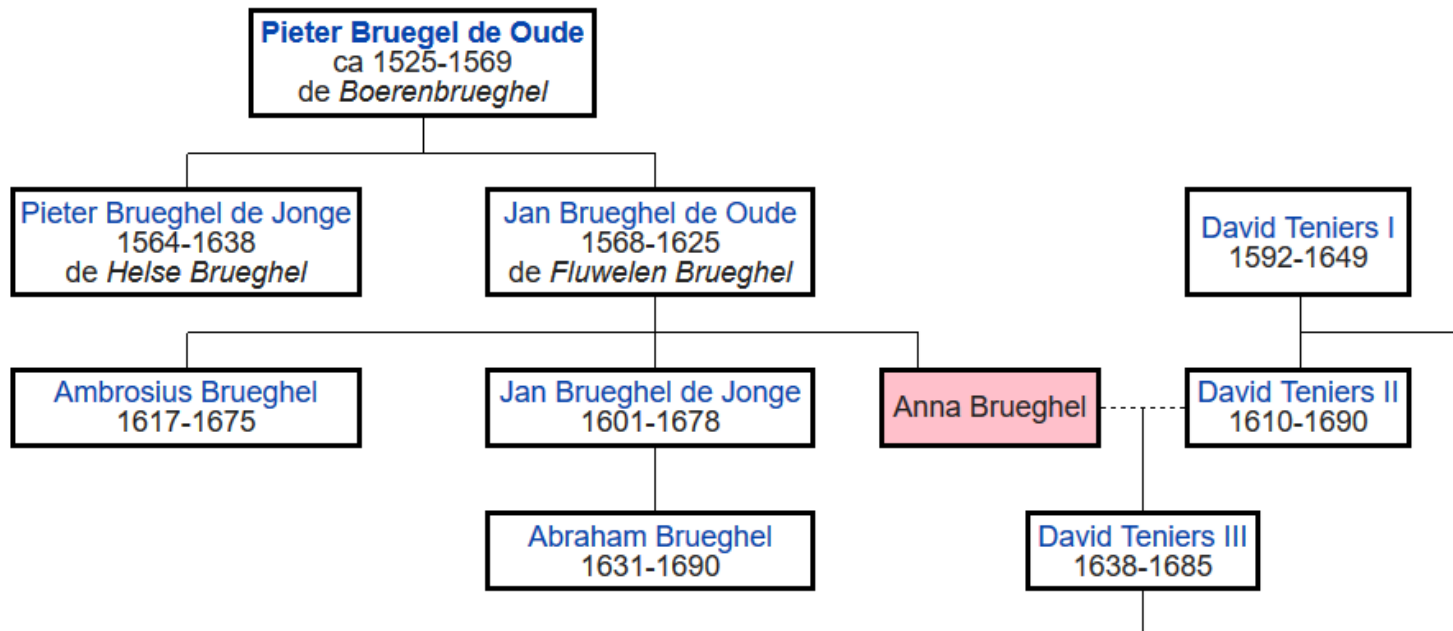 Pieter Bruegel de Oude
ca 1525-1569
de Boerenbrueghel
Pieter Brueghel de Jonge
1564-1638
de Helse Brueghel
Jan Brueghel de Oude
1568-1625
de Fluwelen Brueghel
David Teniers I
1592-1649
Ambrosius Brueghel
1617-1675
Jan Brueghel de Jonge
1601-1678
Anna Brueghel
David Teniers II
1610-1690
Abraham Brueghel
1631-1690
David Teniers III
1638-1685